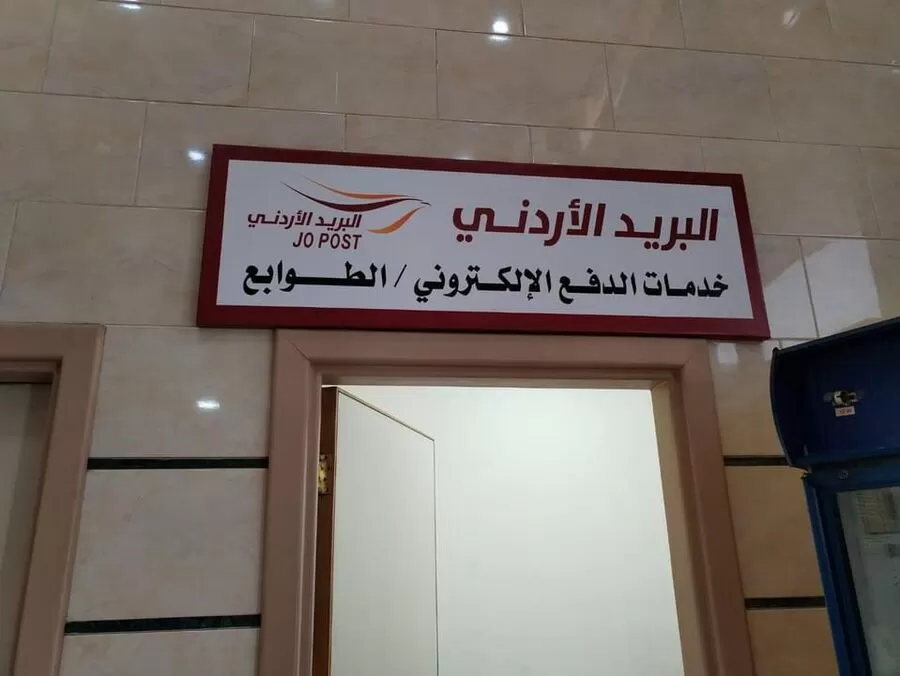 البريد الأردني
البريد الأردني
JO POST
خدمات الدفع الإلكتروني / الطوابع